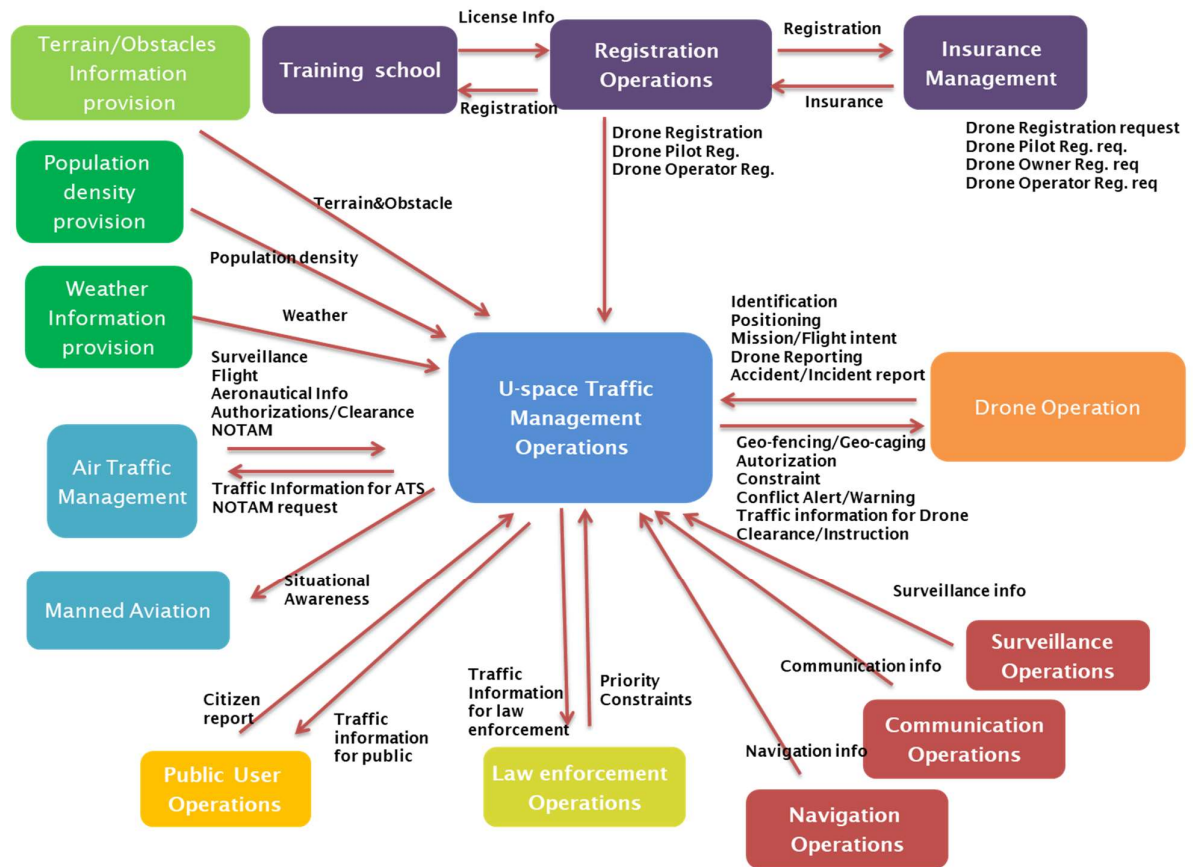 Terrain/Obstacles
Information
provision
Training school
License Info
Registration
Registration
Operations
Registration
Insurance
Insurance
Management
Drone Registration
Drone Pilot Reg.
Drone Operator Reg.
Drone Registration request
Drone Pilot Reg. req.
Drone Owner Reg. req
Drone Operator Reg. req
Population
density
provision
Terrain&Obstacle
Population density
Weather
Information
provision
Weather
Surveillance
Flight
Aeronautical Info
Authorizations/Clearance
NOTAM
U-space Traffic
Management
Operations
Identification
Positioning
Mission/Flight intent
Drone Reporting
Accident/Incident report
Drone Operation
Air Traffic
Management
Traffic Information for ATS
NOTAM request
Geo-fencing/Geo-caging
Autorization
Constraint
Conflict Alert/Warning
Traffic information for Drone
Clearance/Instruction
Manned Aviation
Situational
Awareness
Surveillance info
Surveillance
Operations
Communication info
Communication
Operations
Navigation info
Navigation
Operations
Citizen
report
Traffic
information
for public
Public User
Operations
Traffic
Information
for law
enforcement
Priority
Constraints
Law enforcement
Operations